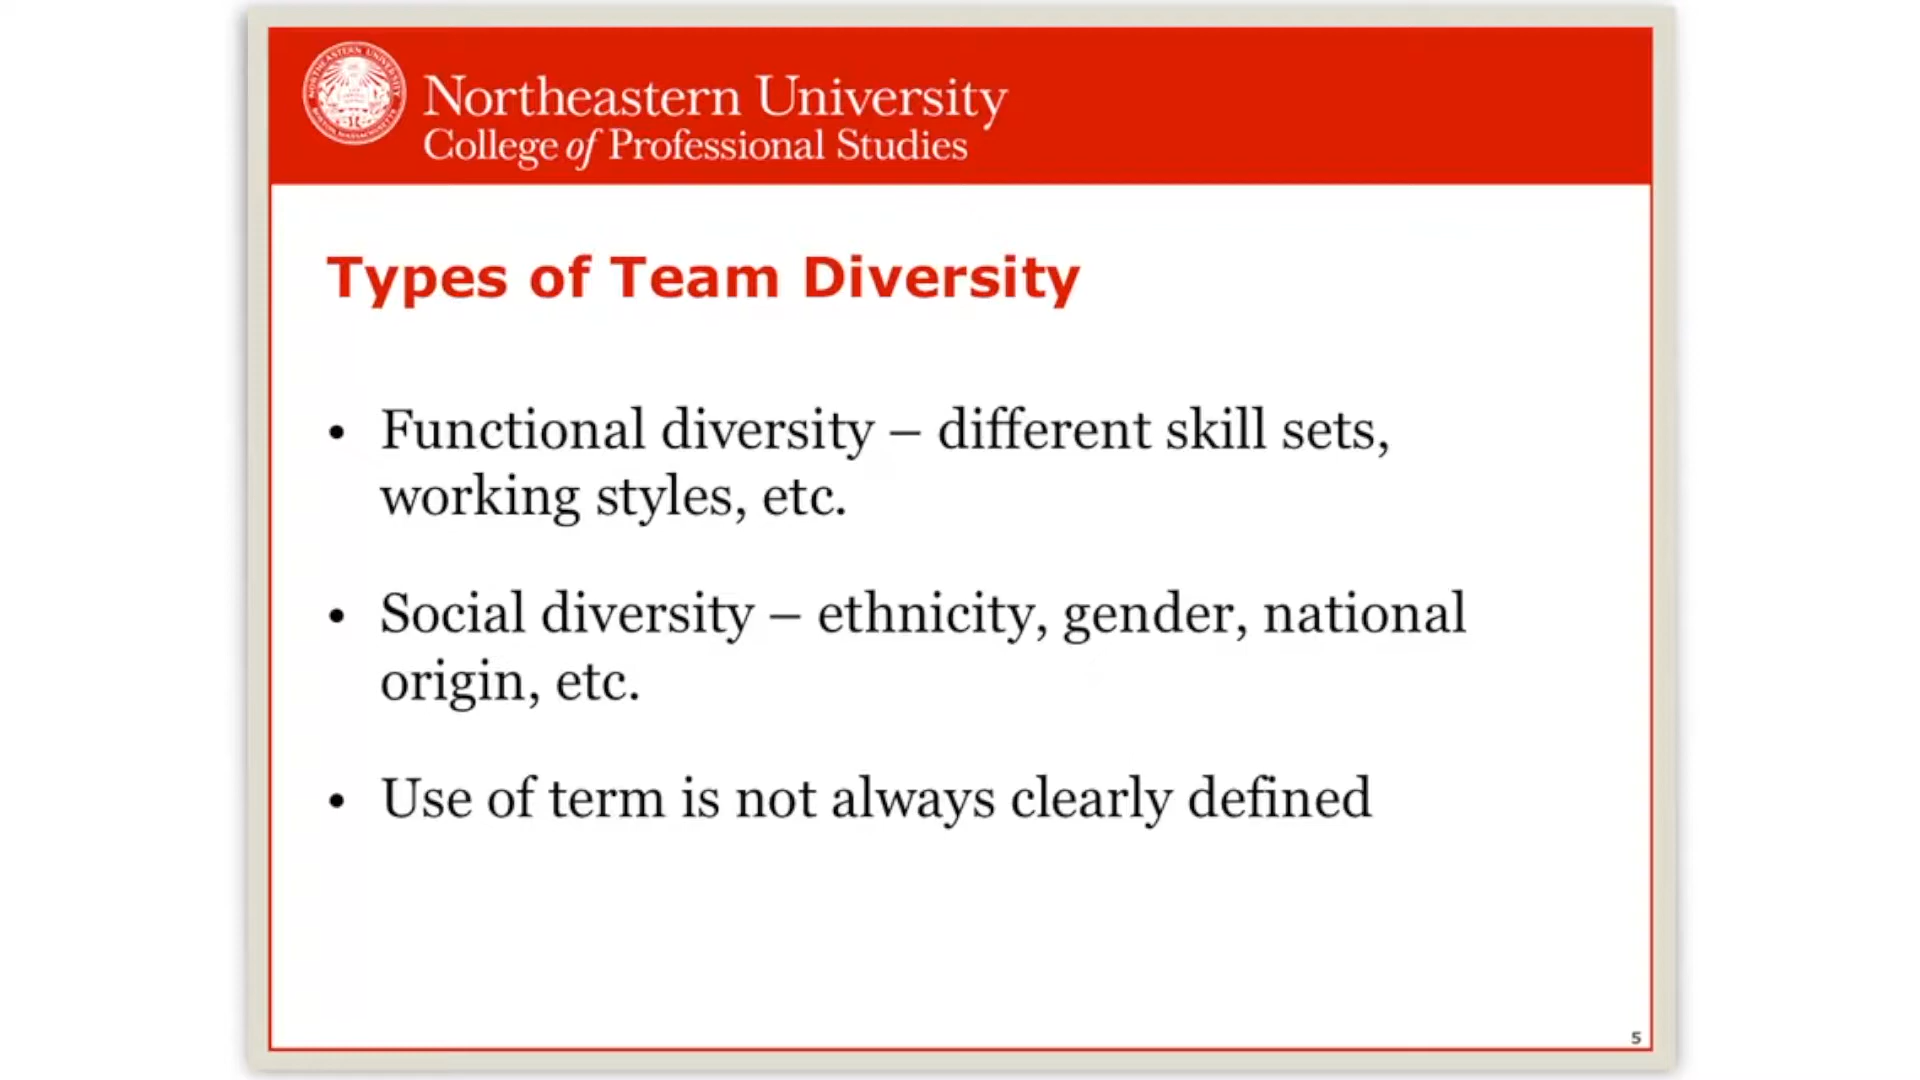 Northeastern University
College of Professional Studies
Types of Team Diversity
• Functional diversity – different skill sets,
working styles, etc.
• Social diversity – ethnicity, gender, national
origin, etc.
• Use of term is not always clearly defined
5